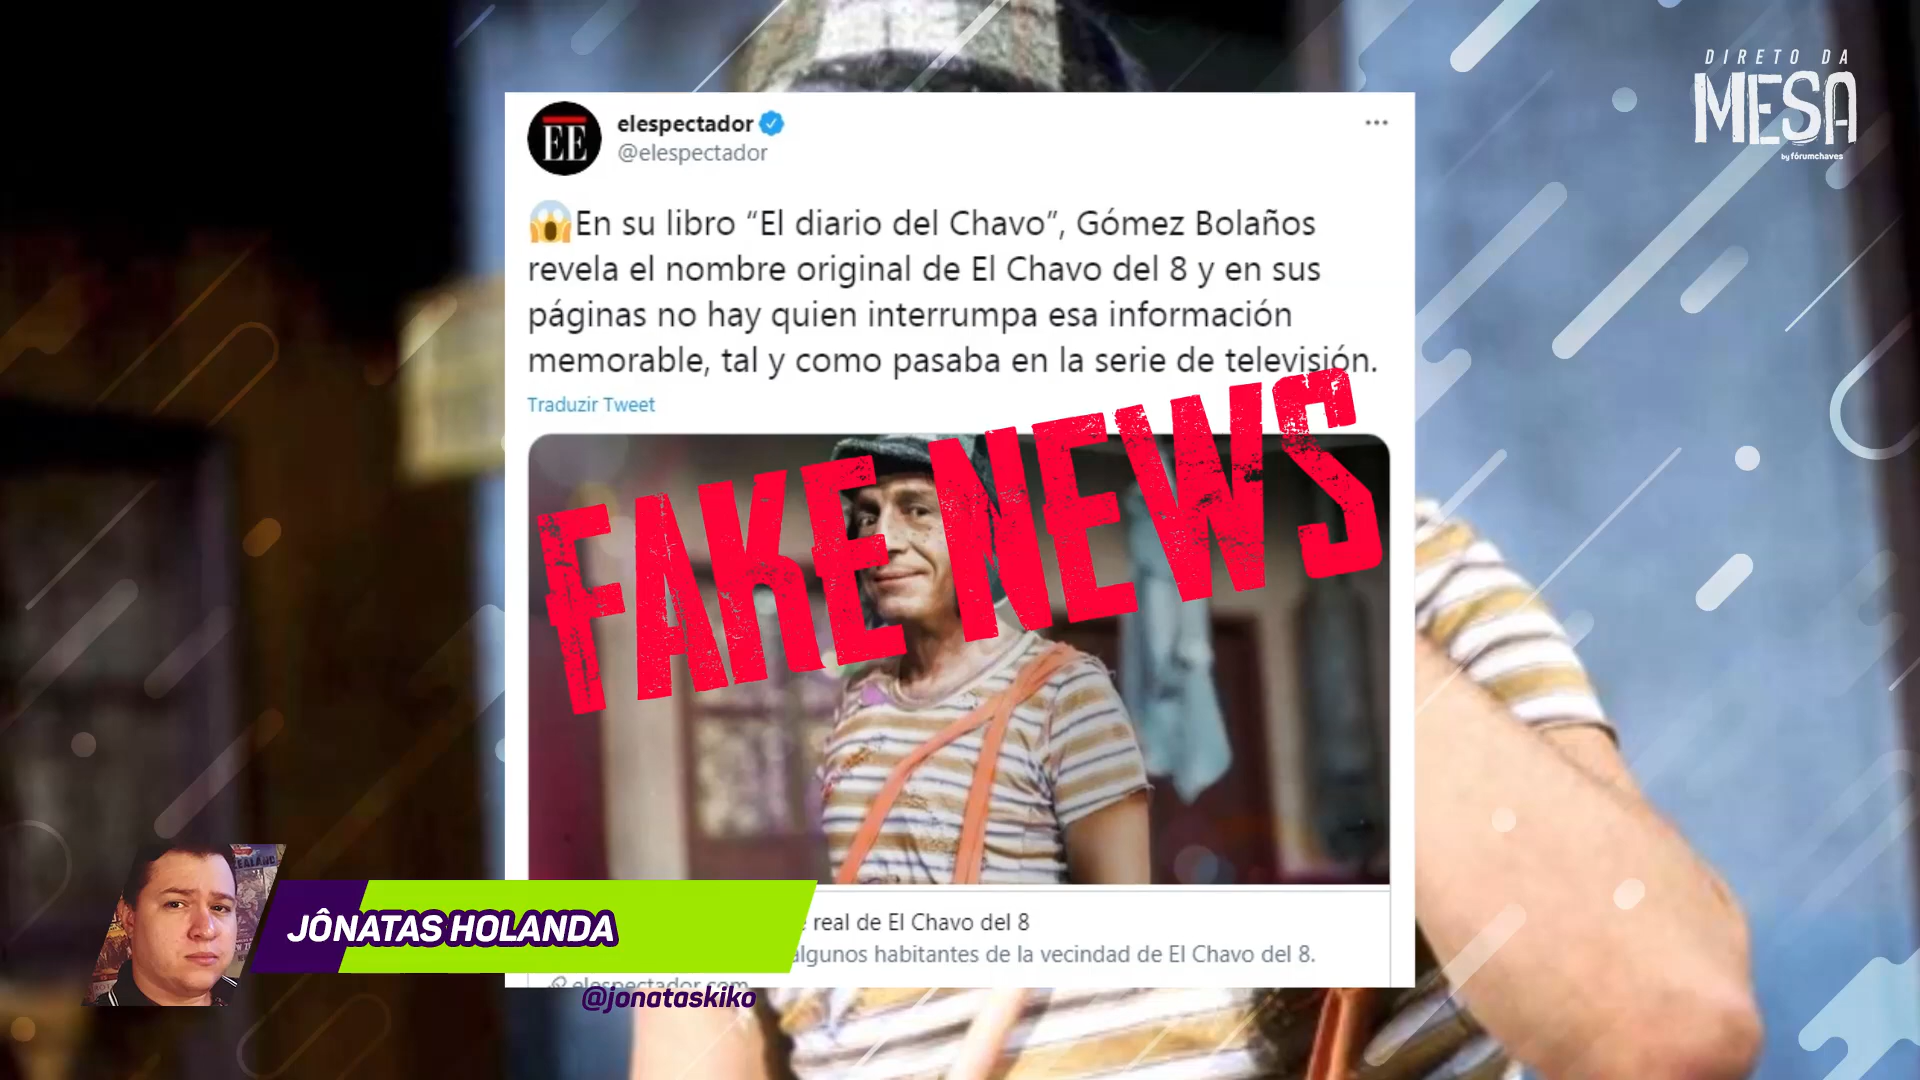 DIRETO DA
MESA
by fórumchaves
EE
elespectador
@elespectador
En su libro “El diario del Chavo”, Gómez Bolaños
revela el nombre original de El Chavo del 8 y en sus
páginas no hay quien interrumpa esa información
memorable, tal y como pasaba en la serie de televisión.
Traduzir Tweet
FAKE NEWS
real de El Chavo del 8
algunos habitantes de la vecindad de El Chavo del 8.
elespectador.com
JÔNATAS HOLANDA
@jonataskiko